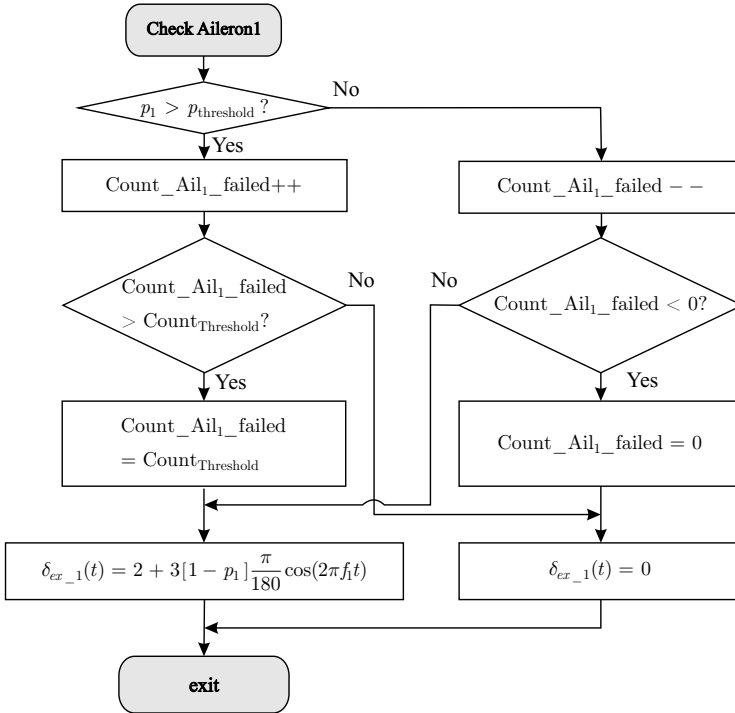 Check Aileron1
p₁ > p_threshold ?
No
Yes
Count_Ail₁_failed++
Count_Ail₁_failed − −
No
No
Count_Ail₁_failed
> Count_Threshold?
Count_Ail₁_failed < 0?
Yes
Yes
Count_Ail₁_failed
= Count_Threshold
Count_Ail₁_failed = 0
δ_ex_1(t) = 2 + 3[1 − p₁] π/180 cos(2πf₁t)
δ_ex_1(t) = 0
exit